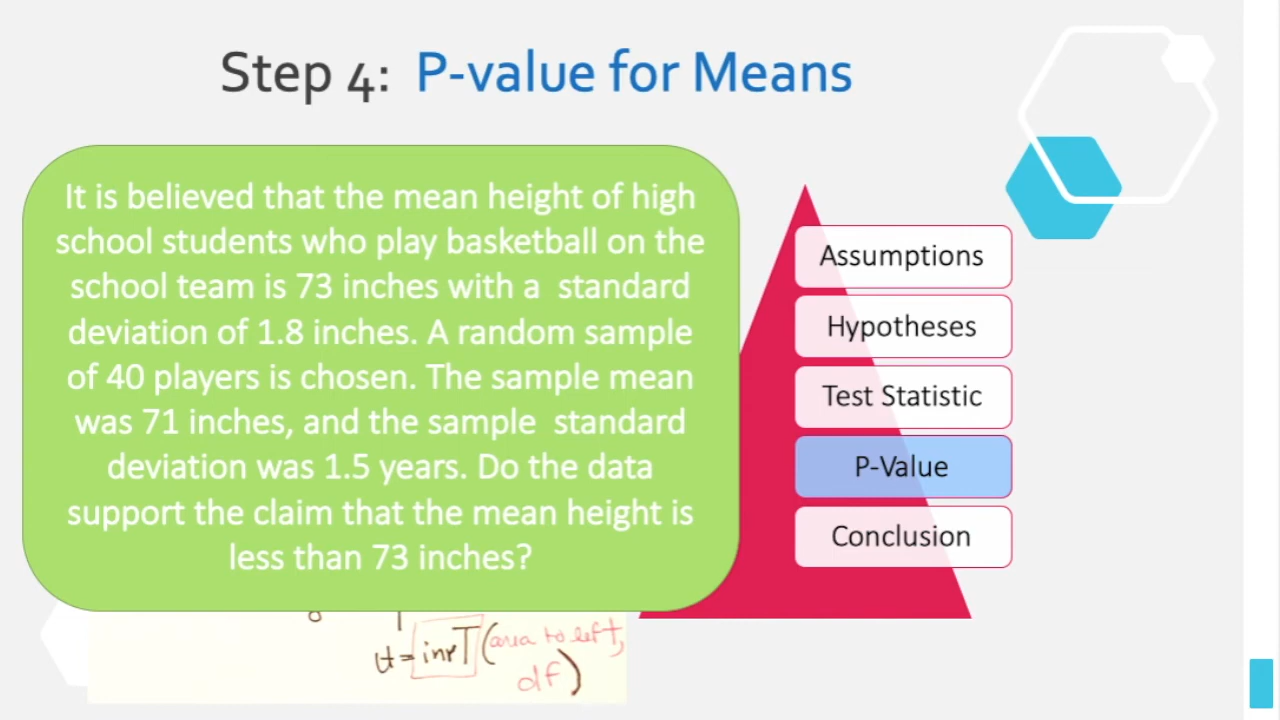 Step 4: P-value for Means
It is believed that the mean height of high
school students who play basketball on the
school team is 73 inches with a standard
deviation of 1.8 inches. A random sample
of 40 players is chosen. The sample mean
was 71 inches, and the sample standard
deviation was 1.5 years. Do the data
support the claim that the mean height is
less than 73 inches?
Assumptions
Hypotheses
Test Statistic
P-Value
Conclusion
t = invT (area to left,
df)